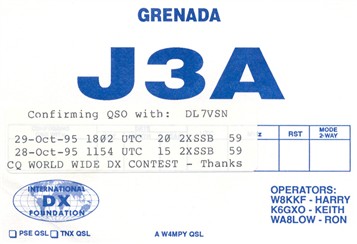 GRENADA
J3A
Confirming QSO with: DL7VSN
29-Oct-95 1802 UTC 20 2XSSB 59
28-Oct-95 1154 UTC 15 2XSSB 59
CQ WORLD WIDE DX CONTEST - Thanks
RST
MODE
2-WAY
INTERNATIONAL
DX
FOUNDATION
OPERATORS:
W8KKF - HARRY
K6GXO - KEITH
WA8LOW - RON
PSE QSL TNX QSL
A W4MPY QSL